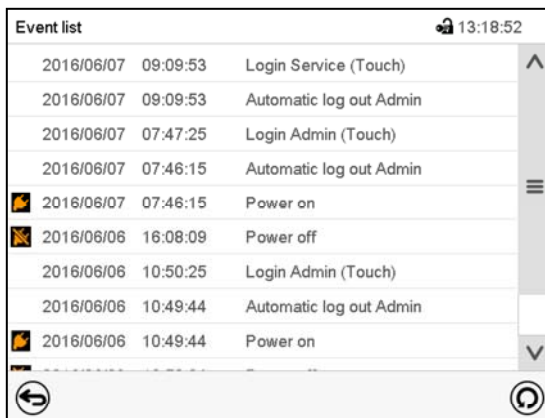 Event list 13:18:52
2016/06/07 09:09:53 Login Service (Touch)
2016/06/07 09:09:53 Automatic log out Admin
2016/06/07 07:47:25 Login Admin (Touch)
2016/06/07 07:46:15 Automatic log out Admin
2016/06/07 07:46:15 Power on
2016/06/06 16:08:09 Power off
2016/06/06 10:50:25 Login Admin (Touch)
2016/06/06 10:49:44 Automatic log out Admin
2016/06/06 10:49:44 Power on